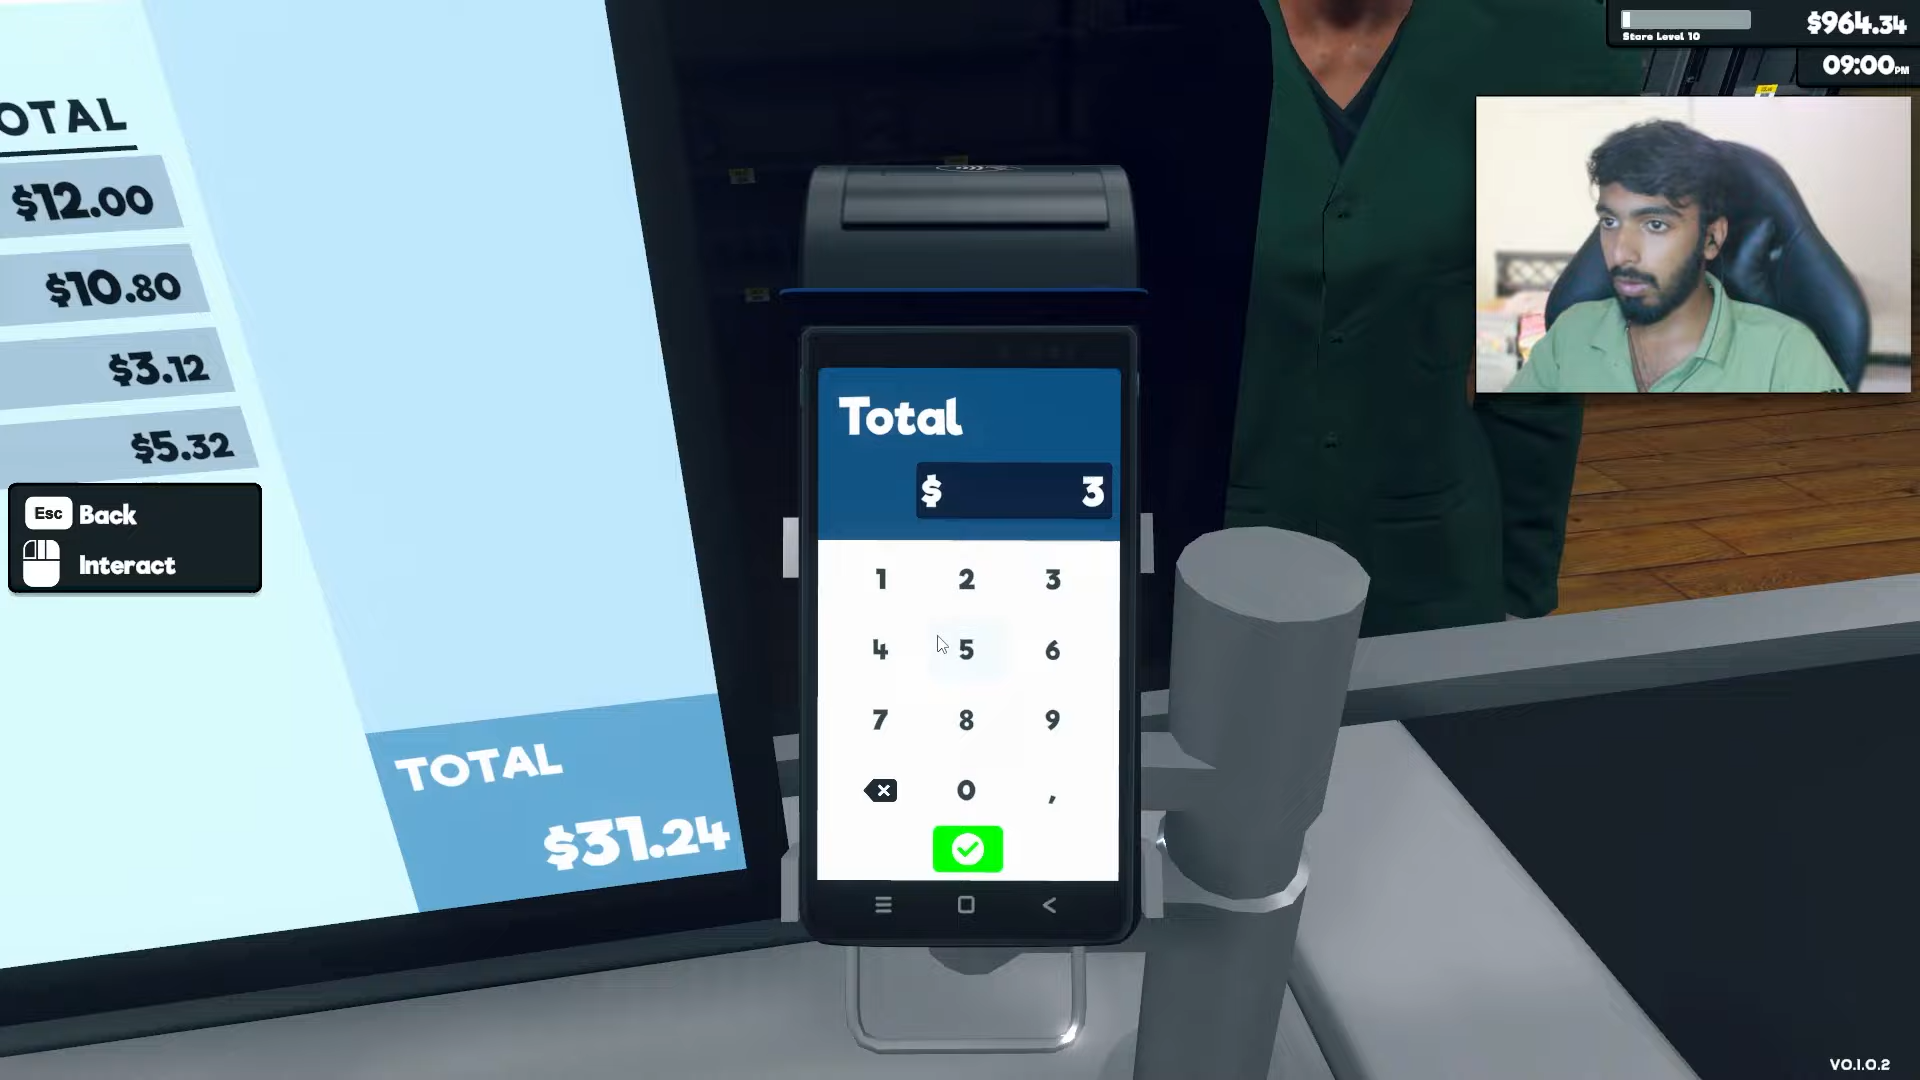 OTAL
$12.00
$10.80
$3.12
$5.32
Esc Back
Interact
TOTAL
$31.24
Total
$ 3
1 2 3
4 5 6
7 8 9
0 ,
Store Level 10
$964.34
09:00PM
V0.1.0.2